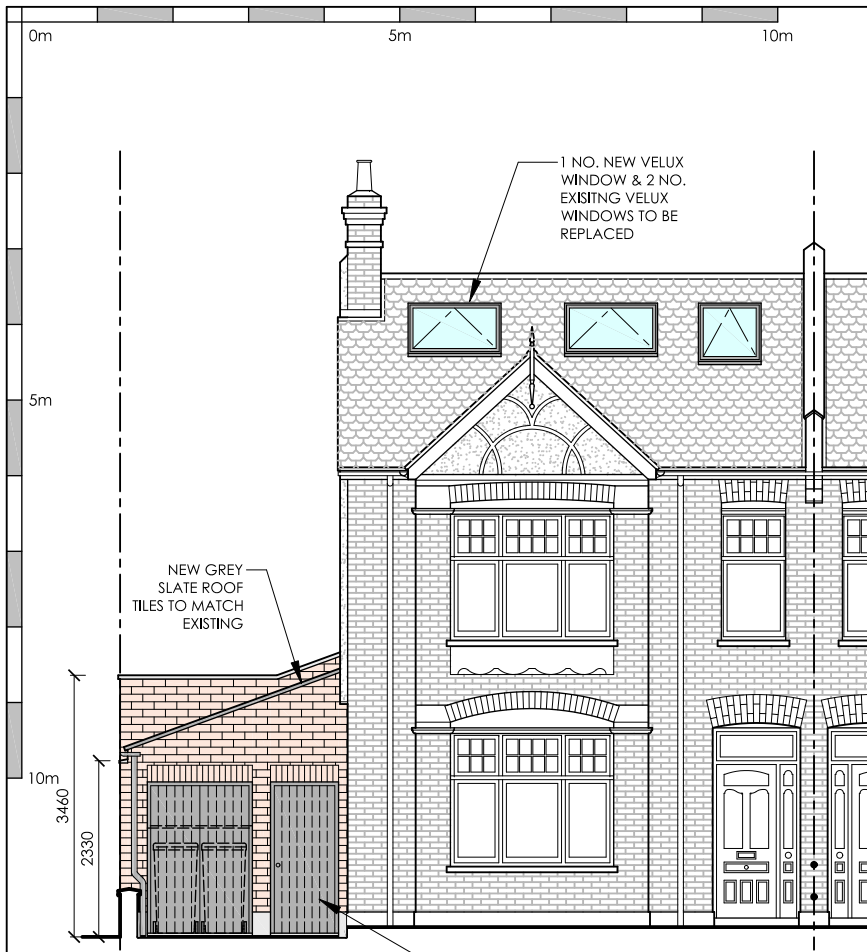 0m
5m
10m
1 NO. NEW VELUX
WINDOW & 2 NO.
EXISITNG VELUX
WINDOWS TO BE
REPLACED
5m
NEW GREY
SLATE ROOF
TILES TO MATCH
EXISTING
10m
3460
2330